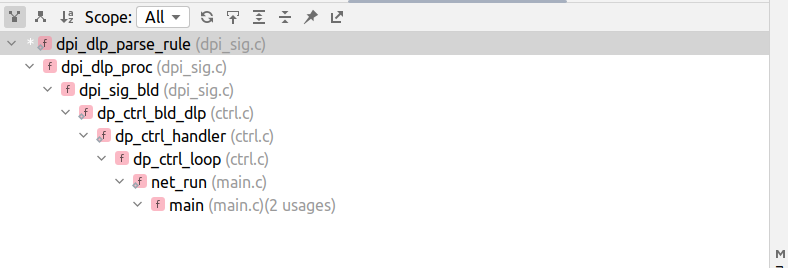 Scope: All
* f dpi_dlp_parse_rule (dpi_sig.c)
f dpi_dlp_proc (dpi_sig.c)
f dpi_sig_bld (dpi_sig.c)
f dp_ctrl_bld_dlp (ctrl.c)
f dp_ctrl_handler (ctrl.c)
f dp_ctrl_loop (ctrl.c)
f net_run (main.c)
f main (main.c)(2 usages)
M